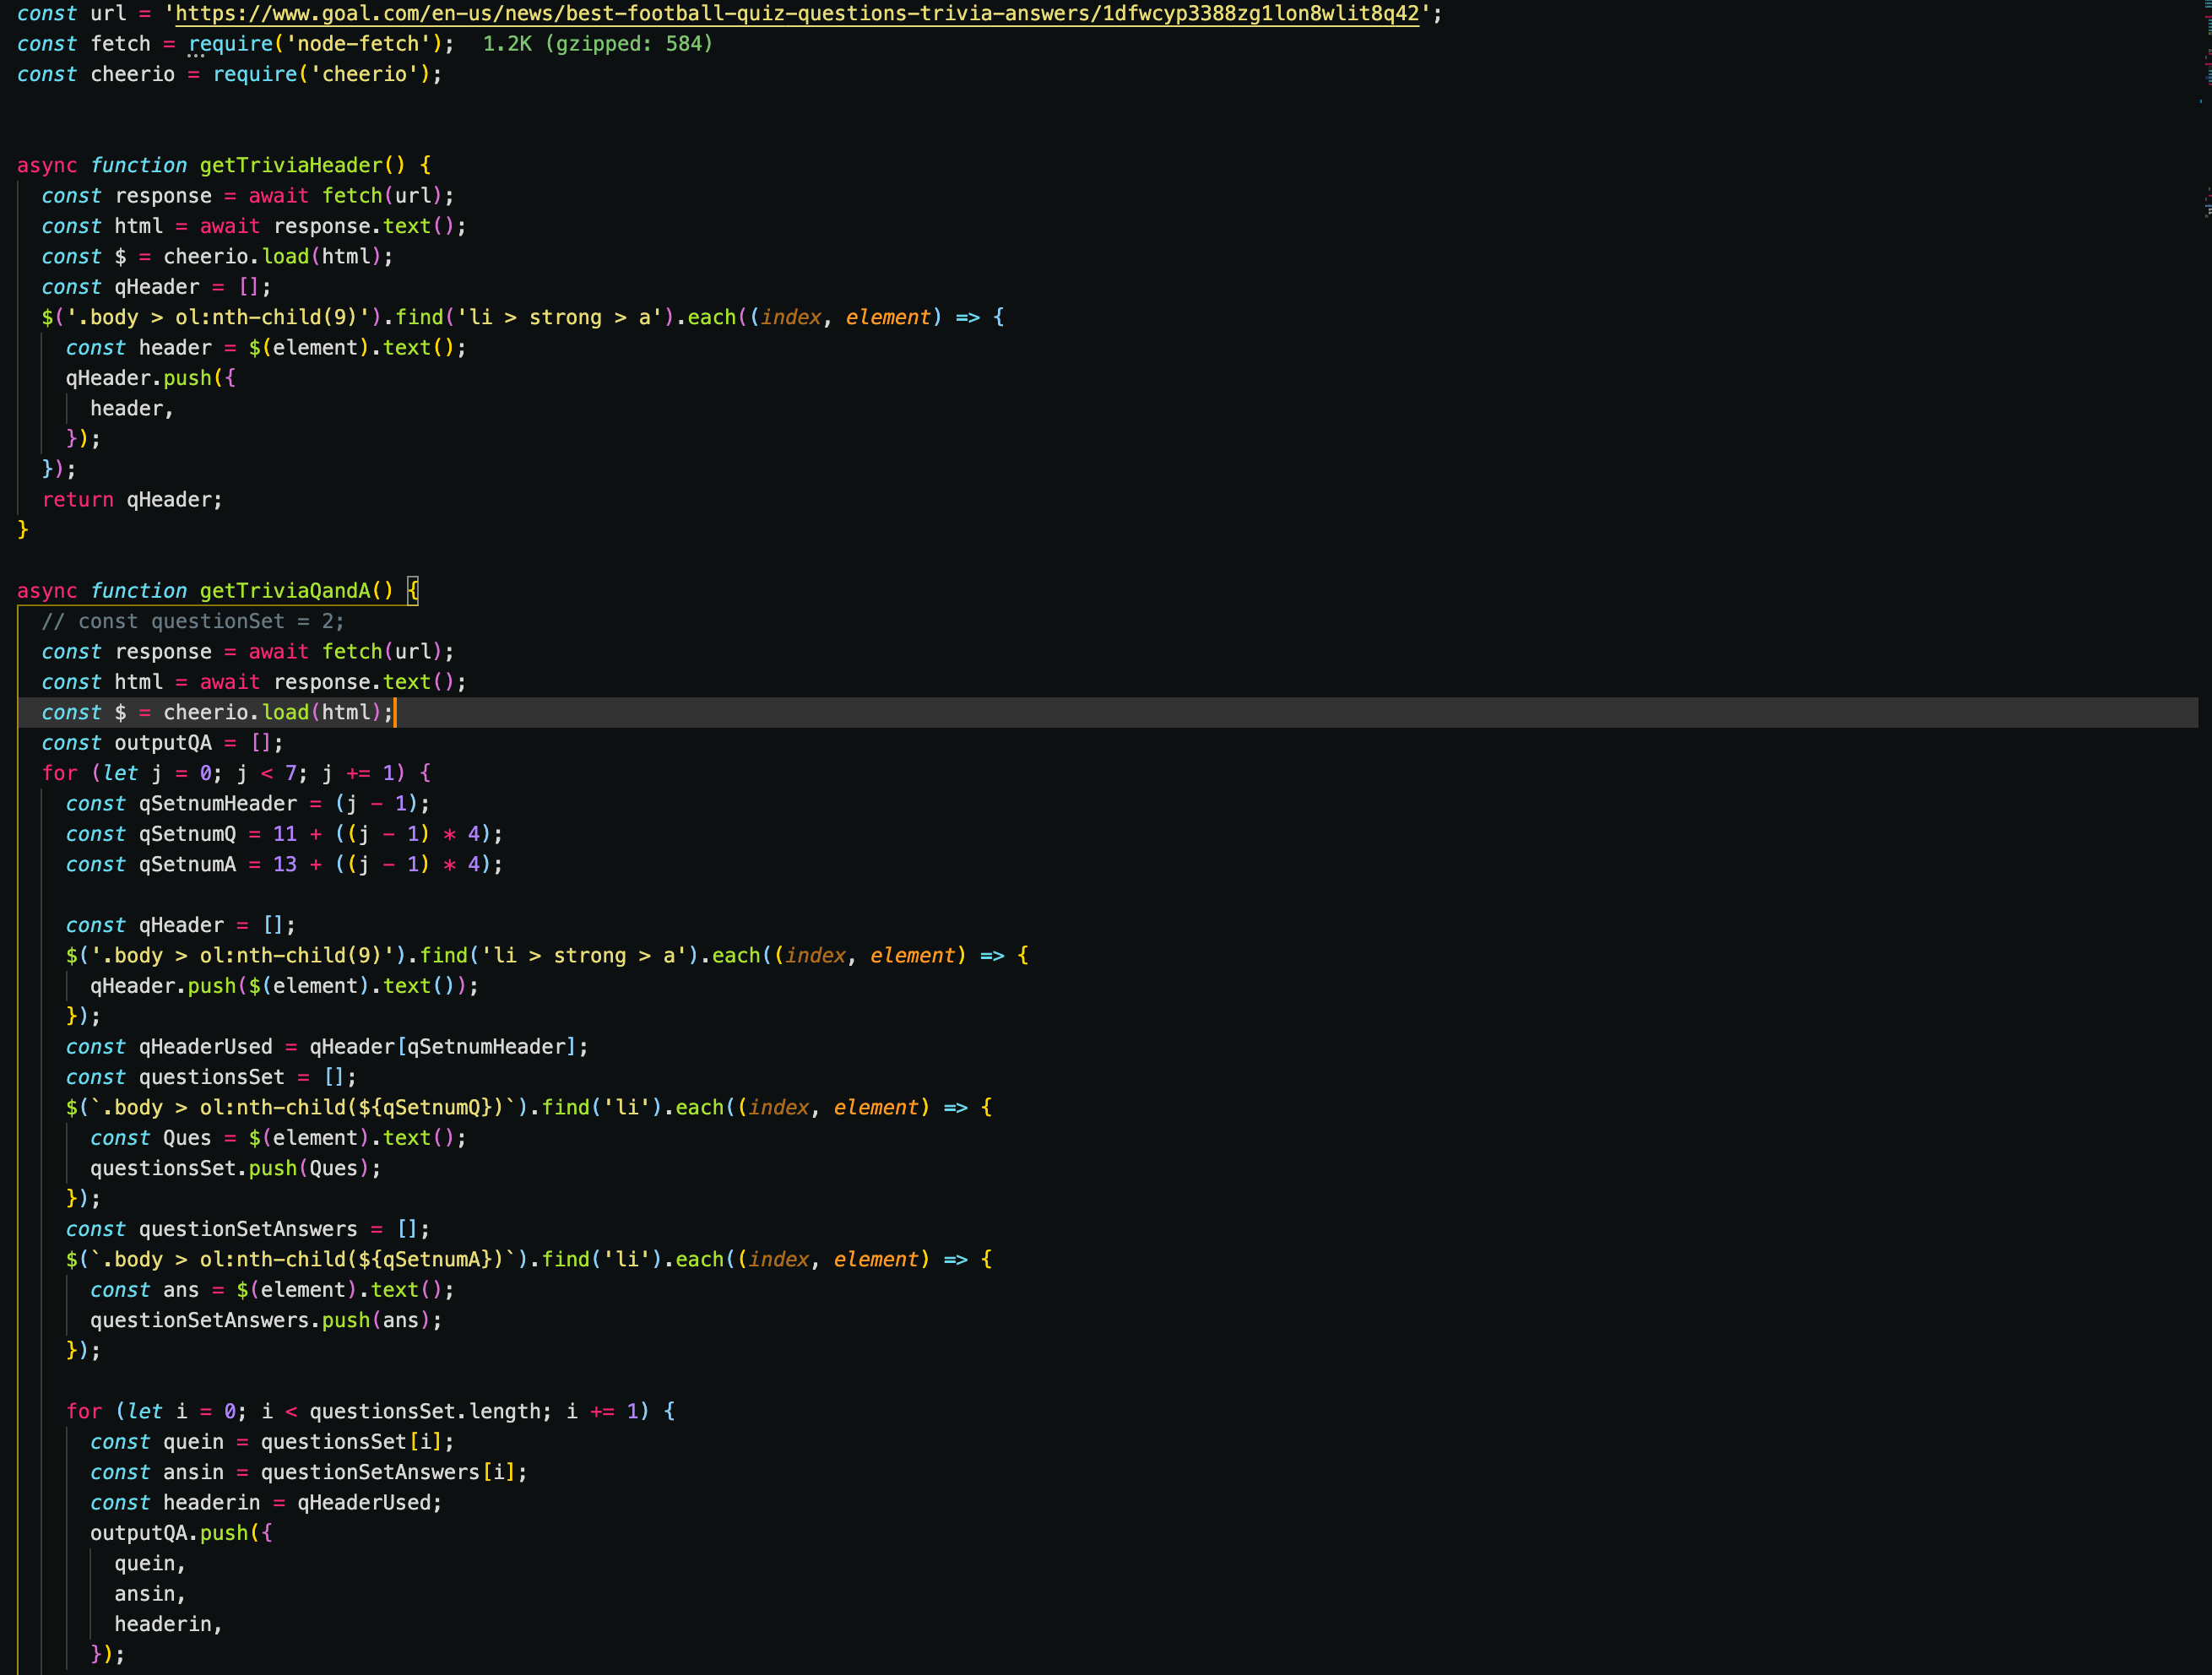 const url = 'https://www.goal.com/en-us/news/best-football-quiz-questions-trivia-answers/1dfwcyp3388zg1lon8wlit8q42';
const fetch = require('node-fetch');  1.2K (gzipped: 584)
const cheerio = require('cheerio');
async function getTriviaHeader() {
  const response = await fetch(url);
  const html = await response.text();
  const $ = cheerio.load(html);
  const qHeader = [];
  $('.body > ol:nth-child(9)').find('li > strong > a').each((index, element) => {
    const header = $(element).text();
    qHeader.push({
      header,
    });
  });
  return qHeader;
}
async function getTriviaQandA() {
  // const questionSet = 2;
  const response = await fetch(url);
  const html = await response.text();
  const $ = cheerio.load(html);
  const outputQA = [];
  for (let j = 0; j < 7; j += 1) {
    const qSetnumHeader = (j - 1);
    const qSetnumQ = 11 + ((j - 1) * 4);
    const qSetnumA = 13 + ((j - 1) * 4);
    const qHeader = [];
    $('.body > ol:nth-child(9)').find('li > strong > a').each((index, element) => {
      qHeader.push($(element).text());
    });
    const qHeaderUsed = qHeader[qSetnumHeader];
    const questionsSet = [];
    $(`.body > ol:nth-child(${qSetnumQ})`).find('li').each((index, element) => {
      const Ques = $(element).text();
      questionsSet.push(Ques);
    });
    const questionSetAnswers = [];
    $(`.body > ol:nth-child(${qSetnumA})`).find('li').each((index, element) => {
      const ans = $(element).text();
      questionSetAnswers.push(ans);
    });
    for (let i = 0; i < questionsSet.length; i += 1) {
      const quein = questionsSet[i];
      const ansin = questionSetAnswers[i];
      const headerin = qHeaderUsed;
      outputQA.push({
        quein,
        ansin,
        headerin,
      });